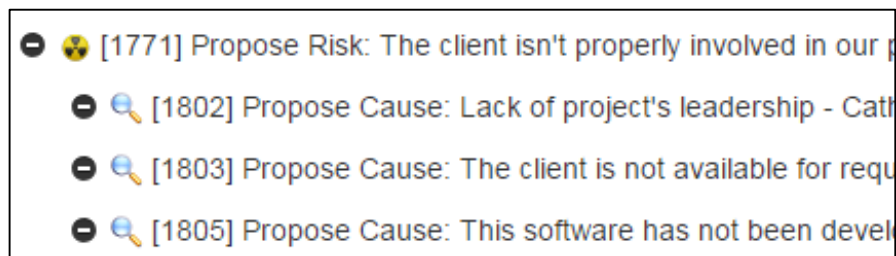 [1771] Propose Risk: The client isn't properly involved in our
[1802] Propose Cause: Lack of project's leadership -
[1803] Propose Cause: The client is not available for
[1805] Propose Cause: This software has not been